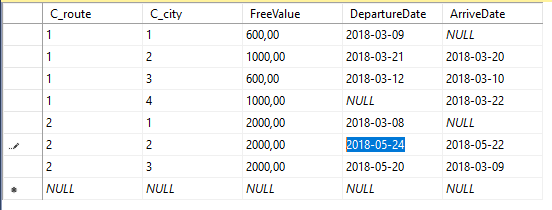 C_route C_city FreeValue DepartureDate ArriveDate
1 1 600,00 2018-03-09 NULL
1 2 1000,00 2018-03-21 2018-03-20
1 3 600,00 2018-03-12 2018-03-10
1 4 1000,00 NULL 2018-03-22
2 1 2000,00 2018-03-08 NULL
2 2 2000,00 2018-05-24 2018-05-22
2 3 2000,00 2018-05-20 2018-03-09
NULL NULL NULL NULL NULL